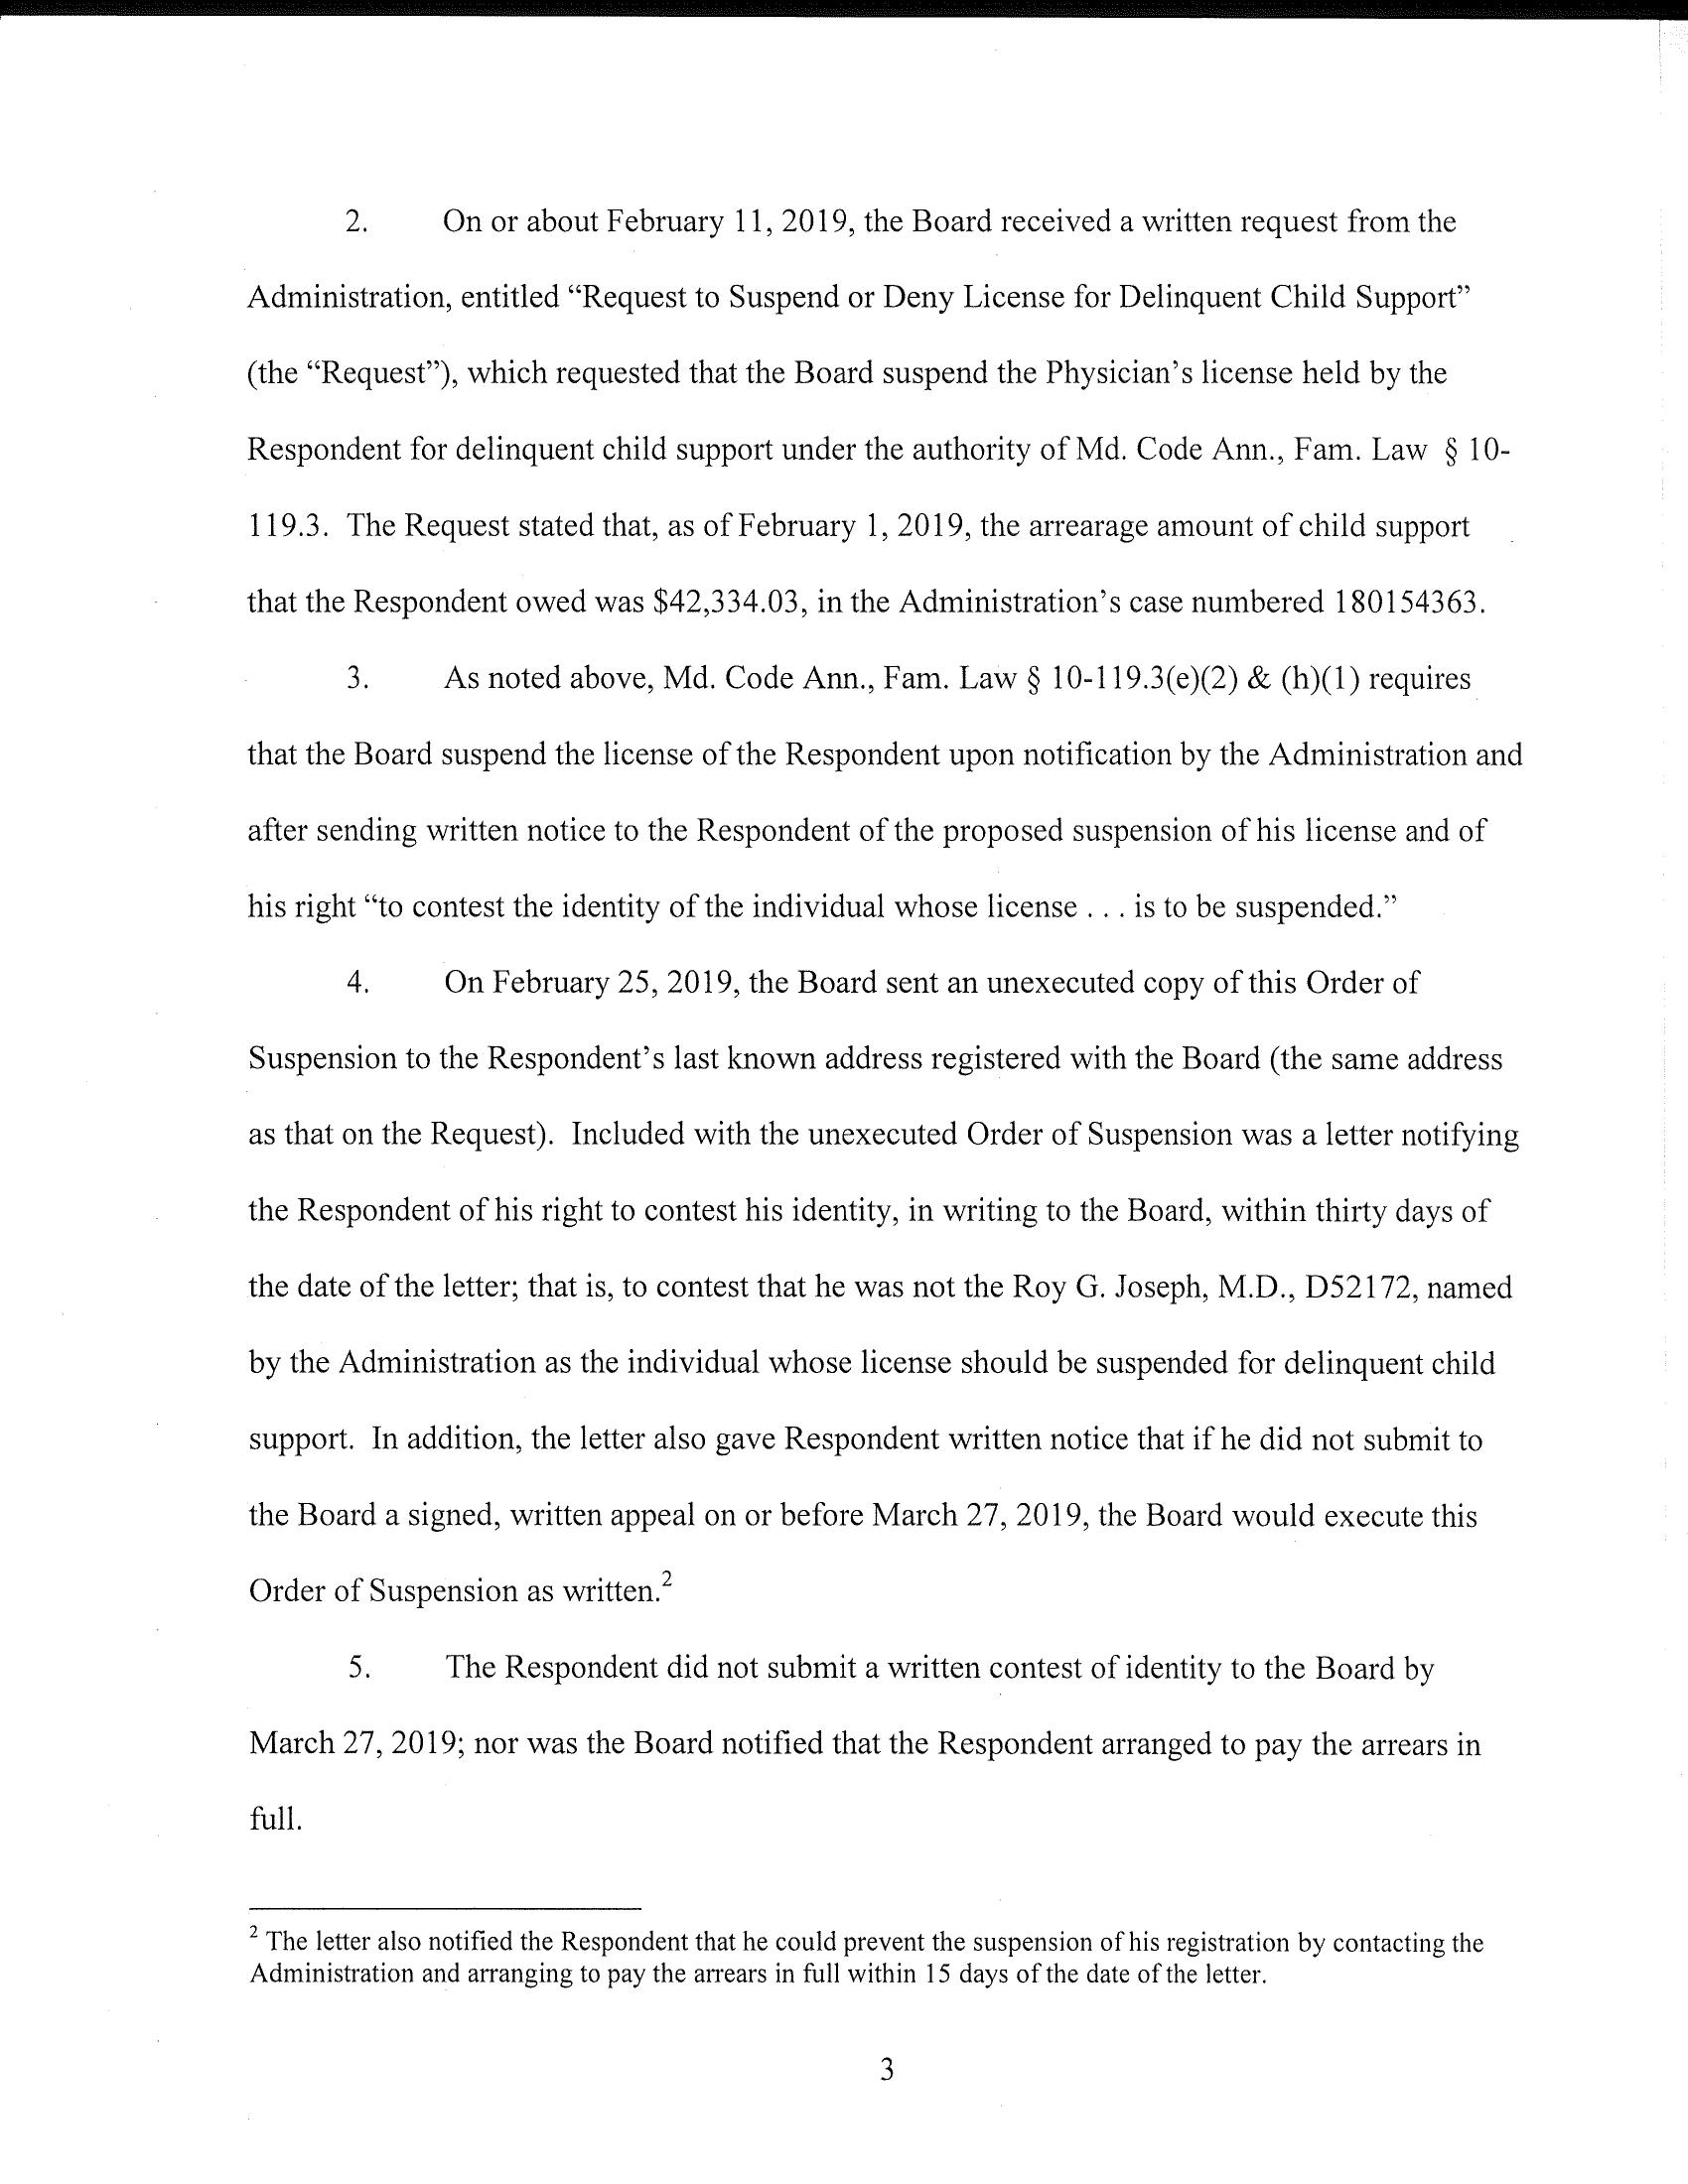 2. On or about February 11, 2019, the Board received a written request from the
Administration, entitled “Request to Suspend or Deny License for Delinquent Child Support”
(the “Request”), which requested that the Board suspend the Physician’s license held by the
Respondent for delinquent child support under the authority of Md. Code Ann., Fam. Law § 10-
119.3. The Request stated that, as of February 1, 2019, the arrearage amount of child support
that the Respondent owed was $42,334.03, in the Administration’s case numbered 180154363.
3. As noted above, Md. Code Ann., Fam. Law § 10-119.3(e)(2) & (h)(1) requires
that the Board suspend the license of the Respondent upon notification by the Administration and
after sending written notice to the Respondent of the proposed suspension of his license and of
his right “to contest the identity of the individual whose license . . . is to be suspended.”
4. On February 25, 2019, the Board sent an unexecuted copy of this Order of
Suspension to the Respondent’s last known address registered with the Board (the same address
as that on the Request). Included with the unexecuted Order of Suspension was a letter notifying
the Respondent of his right to contest his identity, in writing to the Board, within thirty days of
the date of the letter; that is, to contest that he was not the Roy G. Joseph, M.D., D52172, named
by the Administration as the individual whose license should be suspended for delinquent child
support. In addition, the letter also gave Respondent written notice that if he did not submit to
the Board a signed, written appeal on or before March 27, 2019, the Board would execute this
Order of Suspension as written.²
5. The Respondent did not submit a written contest of identity to the Board by
March 27, 2019; nor was the Board notified that the Respondent arranged to pay the arrears in
full.
² The letter also notified the Respondent that he could prevent the suspension of his registration by contacting the
Administration and arranging to pay the arrears in full within 15 days of the date of the letter.
3